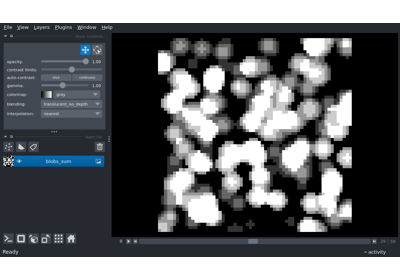 File View Layers Plugins Window Help
opacity: 1.00
contrast limits:
auto-contrast: once continuous
gamma: 1.00
colormap: gray
blending: translucent_no_depth
interpolation: nearest
blobs_sum
Ready
activity